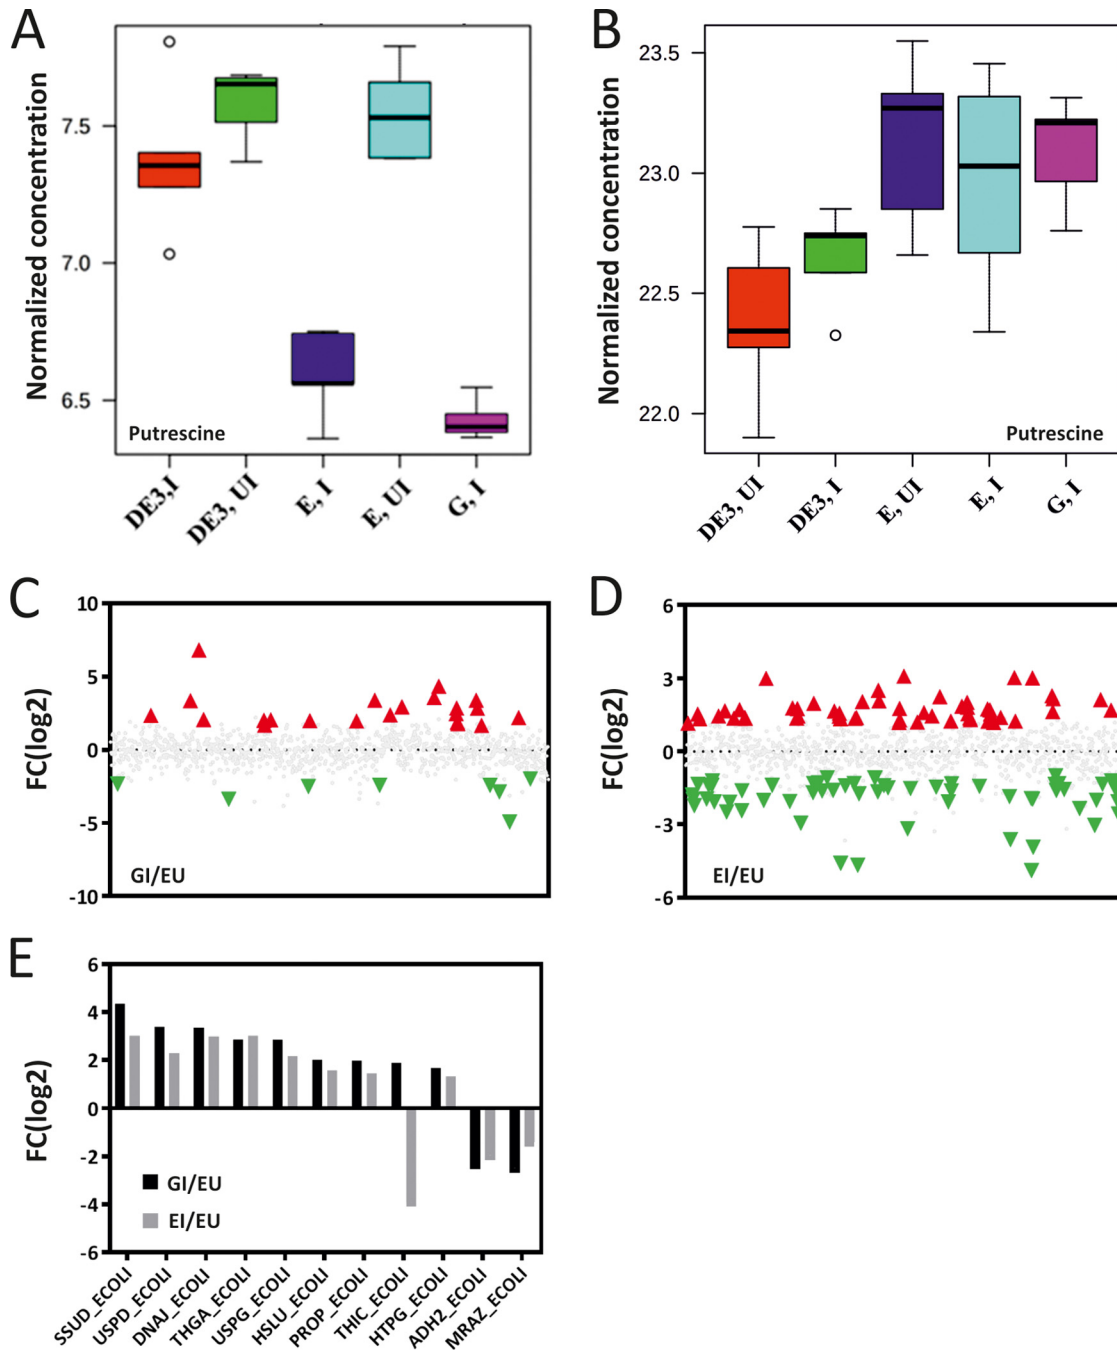 A
Normalized concentration
7.5
7.0
6.5
Putrescine
DE3,I
DE3, UI
E, I
E, UI
G, I
B
Normalized concentration
23.5
23.0
22.5
22.0
Putrescine
DE3, UI
DE3, I
E, UI
E, I
G, I
C
FC(log2)
10
5
0
-5
-10
GI/EU
D
FC(log2)
6
3
0
-3
-6
EI/EU
E
FC(log2)
6
4
2
0
-2
-4
-6
GI/EU
EI/EU
SSUD_ECOLI
USPD_ECOLI
DNAJ_ECOLI
THGA_ECOLI
USPG_ECOLI
HSLU_ECOLI
PROP_ECOLI
THIC_ECOLI
HTPG_ECOLI
ADH2_ECOLI
MRAZ_ECOLI